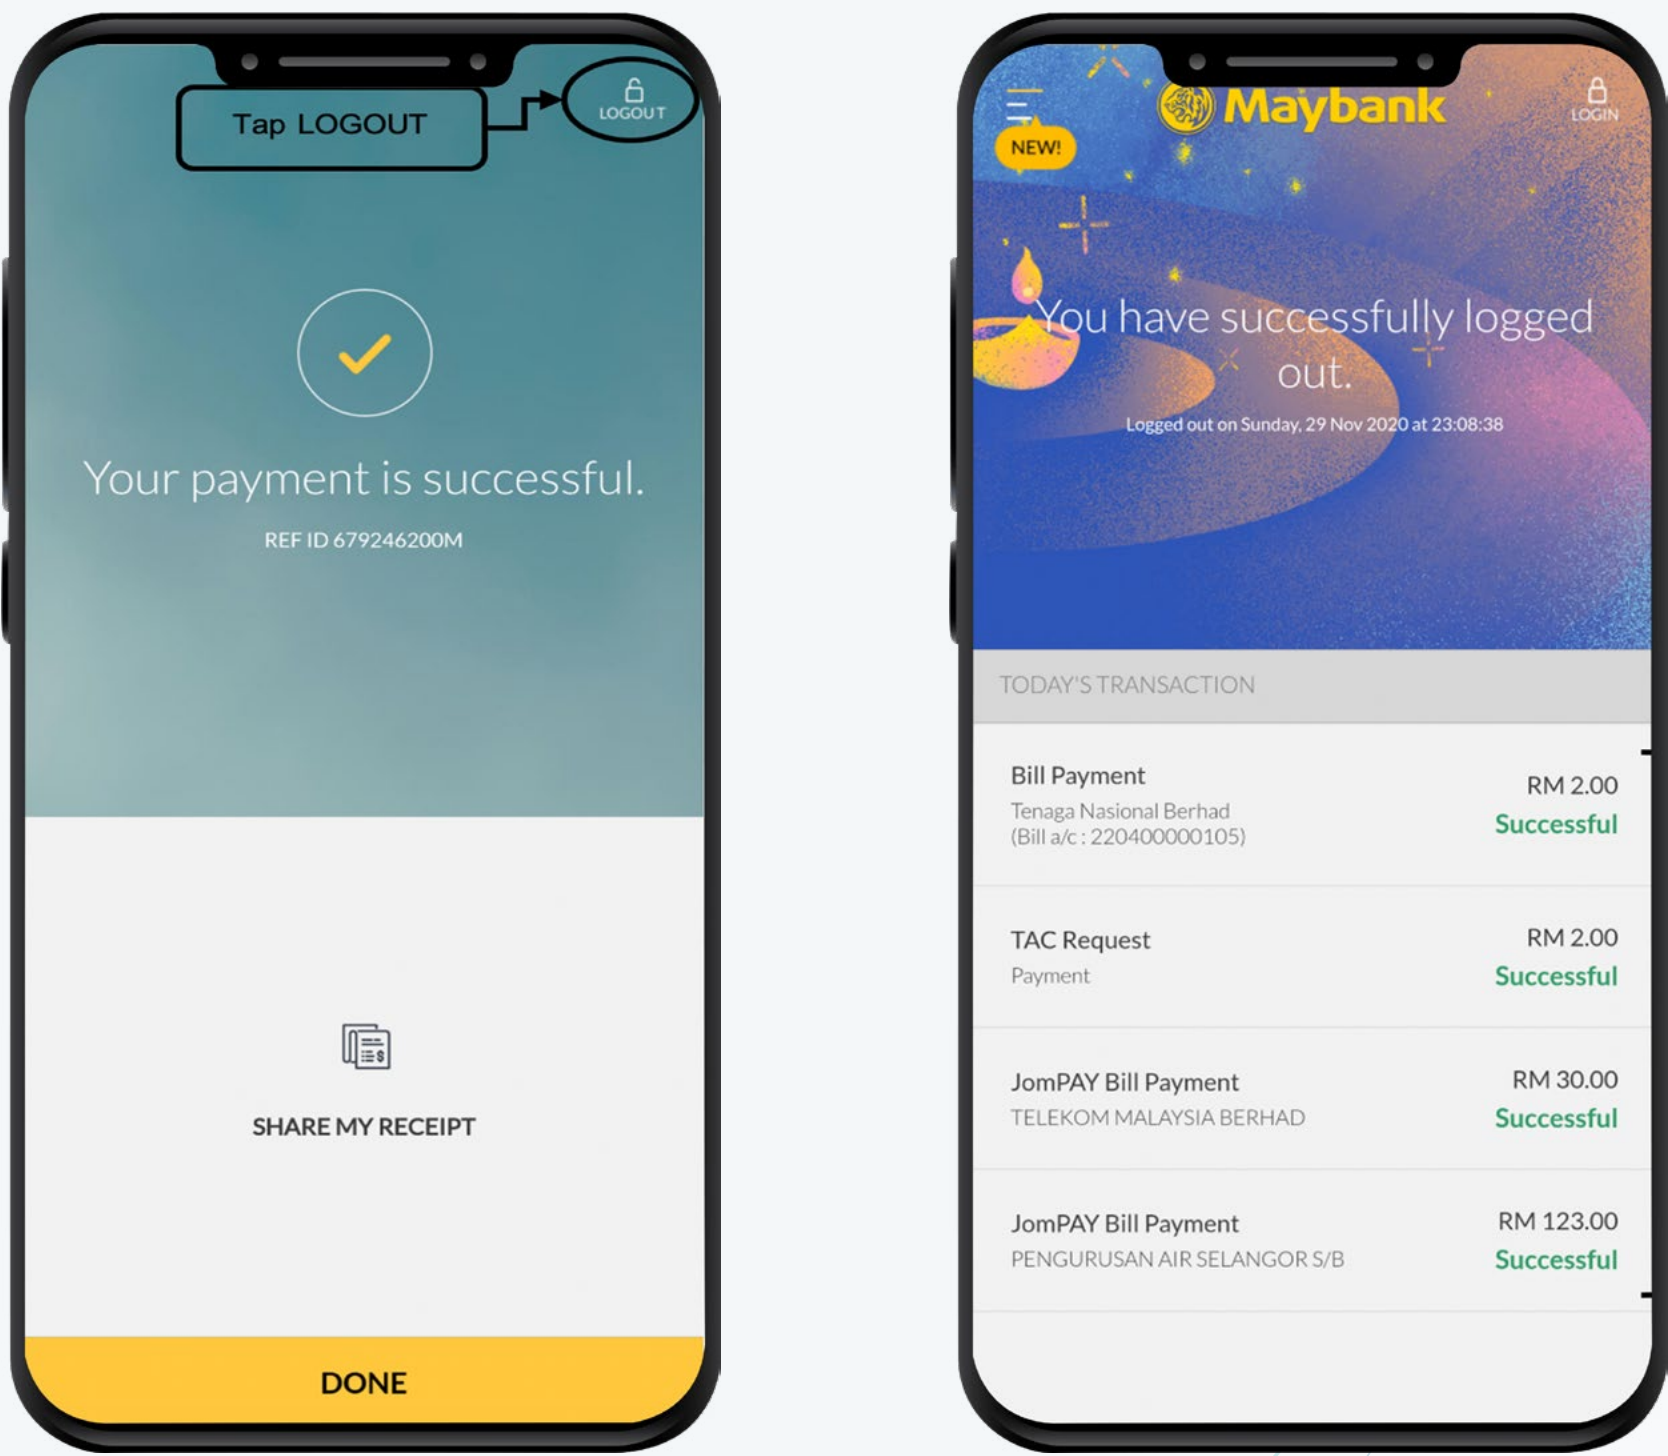 Tap LOGOUT
LOGOUT
Your payment is successful.
REF ID 679246200M
SHARE MY RECEIPT
DONE
Maybank
LOGIN
NEW!
You have successfully logged
out.
Logged out on Sunday, 29 Nov 2020 at 23:08:38
TODAY'S TRANSACTION
Bill Payment
RM 2.00
Tenaga Nasional Berhad
Successful
(Bill a/c : 220400000105)
TAC Request
RM 2.00
Payment
Successful
JomPAY Bill Payment
RM 30.00
TELEKOM MALAYSIA BERHAD
Successful
JomPAY Bill Payment
RM 123.00
PENGURUSAN AIR SELANGOR S/B
Successful